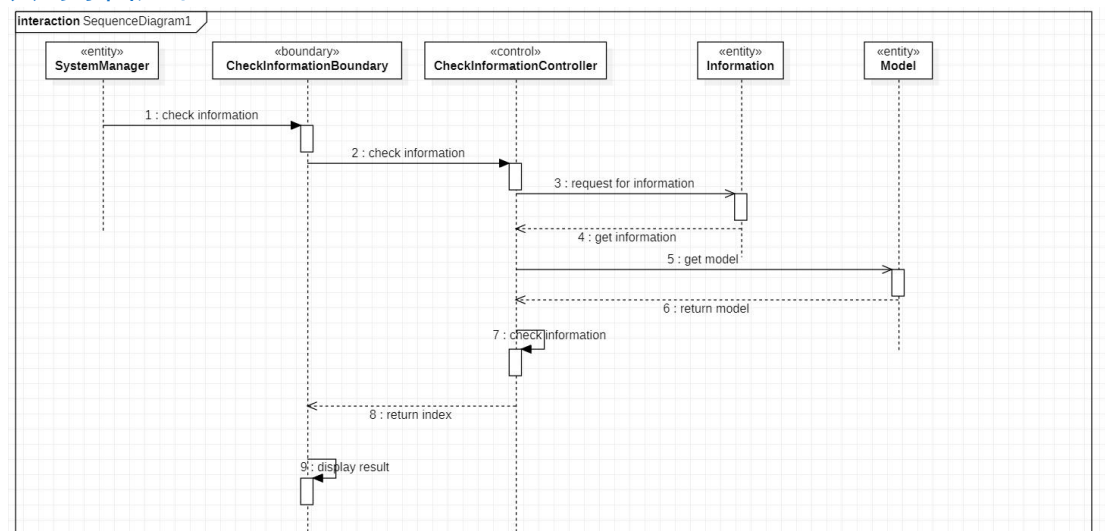 interaction SequenceDiagram1
«entity»
SystemManager
«boundary»
CheckInformationBoundary
«control»
CheckInformationController
«entity»
Information
«entity»
Model
1 : check information
2 : check information
3 : request for information
4 : get information
5 : get model
6 : return model
7 : check information
8 : return index
9 : display result